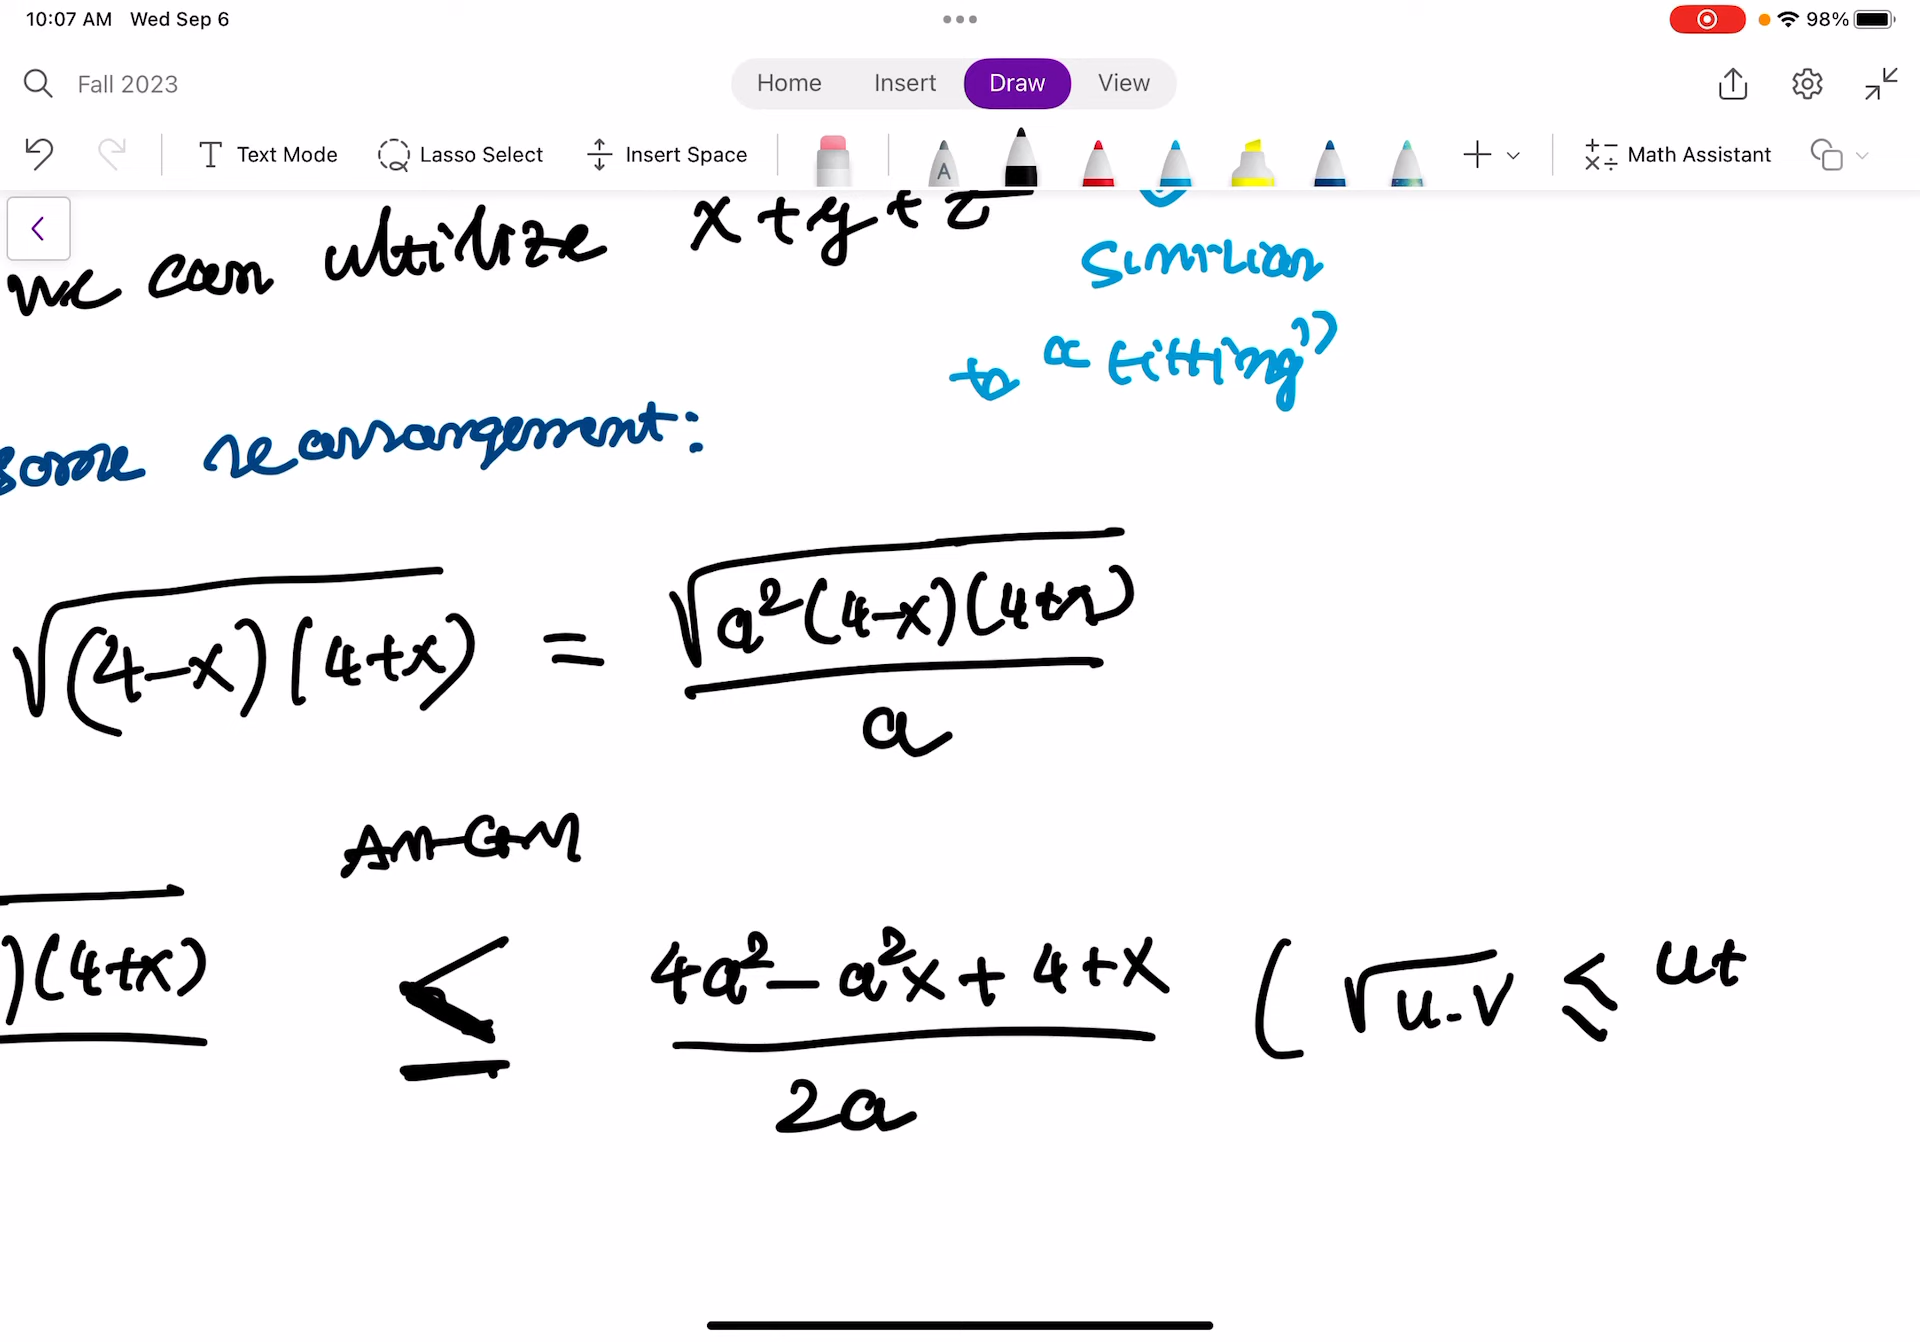 10:07 AM Wed Sep 6
98%
Fall 2023
Home Insert Draw View
Text Mode Lasso Select Insert Space A Math Assistant
we can ultilize x+y+z
similar
to "fitting"
some rearrangement:
√(4-x)(4+x) = √a²(4-x)(4+x) / a
AM-GM
)(4+x) ≤ 4a² - a²x + 4+x / 2a ( √u.v ≤ u+